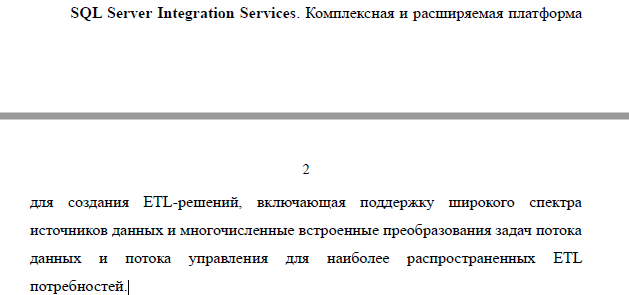 SQL Server Integration Services. Комплексная и расширяемая платформа
2
для создания ETL-решений, включающая поддержку широкого спектра
источников данных и многочисленные встроенные преобразования задач потока
данных и потока управления для наиболее распространенных ETL
потребностей.